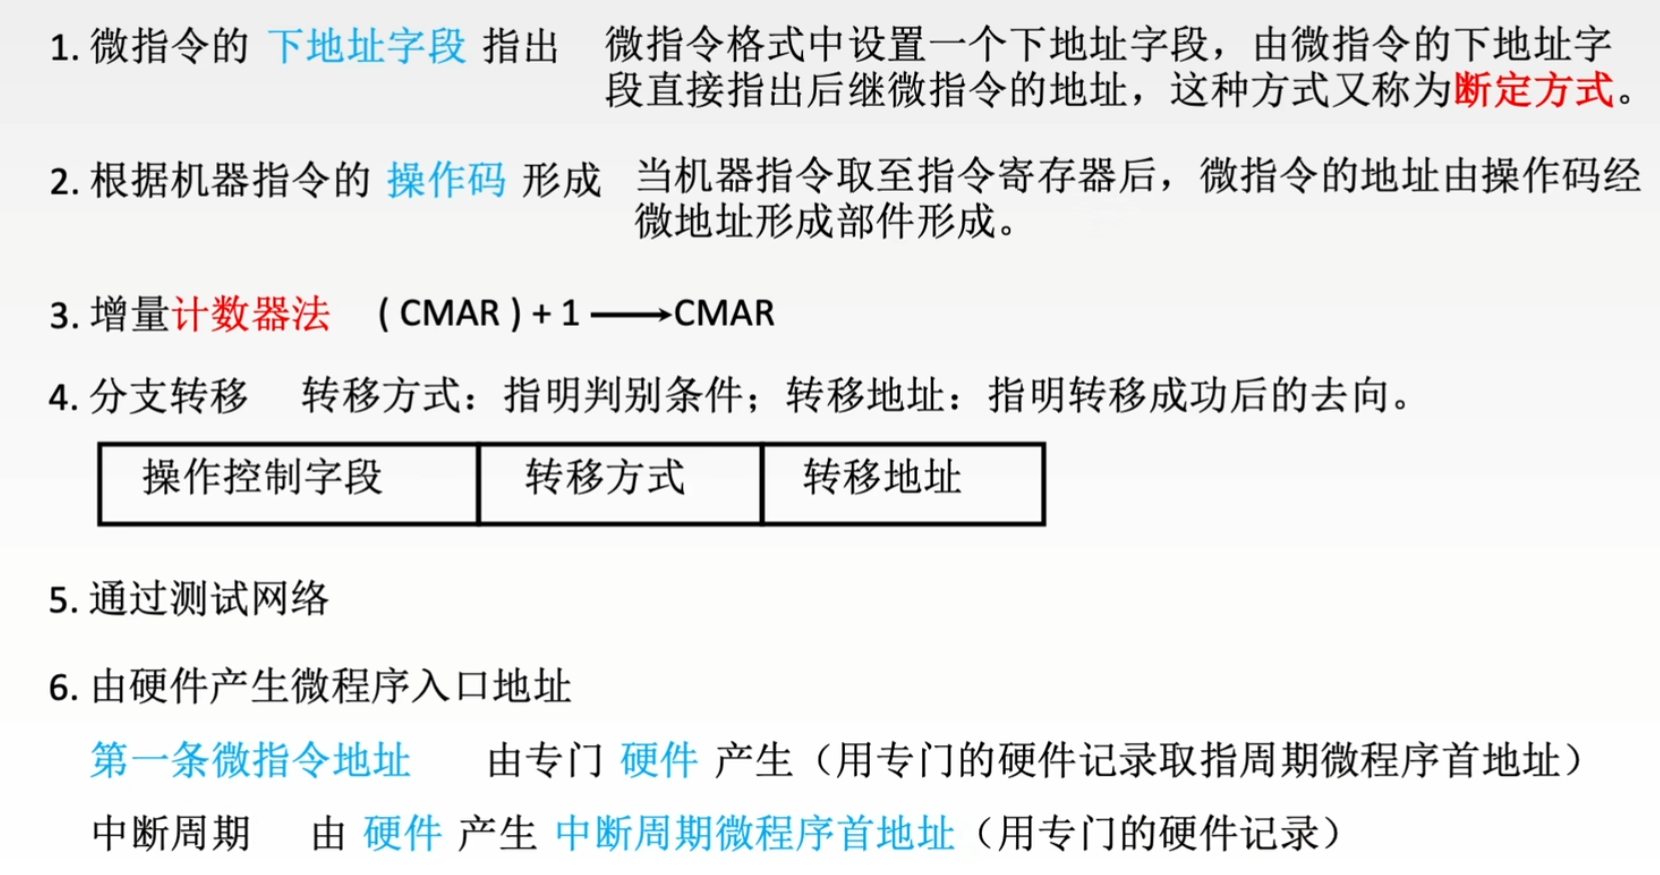 1. 微指令的 下地址字段 指出 微指令格式中设置一个下地址字段，由微指令的下地址字
段直接指出后继微指令的地址，这种方式又称为断定方式。
2. 根据机器指令的 操作码 形成 当机器指令取至指令寄存器后，微指令的地址由操作码经
微地址形成部件形成。
3. 增量计数器法 ( CMAR ) + 1 ⟶ CMAR
4. 分支转移 转移方式：指明判别条件；转移地址：指明转移成功后的去向。
操作控制字段 转移方式 转移地址
5. 通过测试网络
6. 由硬件产生微程序入口地址
第一条微指令地址 由专门 硬件 产生（用专门的硬件记录取指周期微程序首地址）
中断周期 由 硬件 产生 中断周期微程序首地址（用专门的硬件记录）